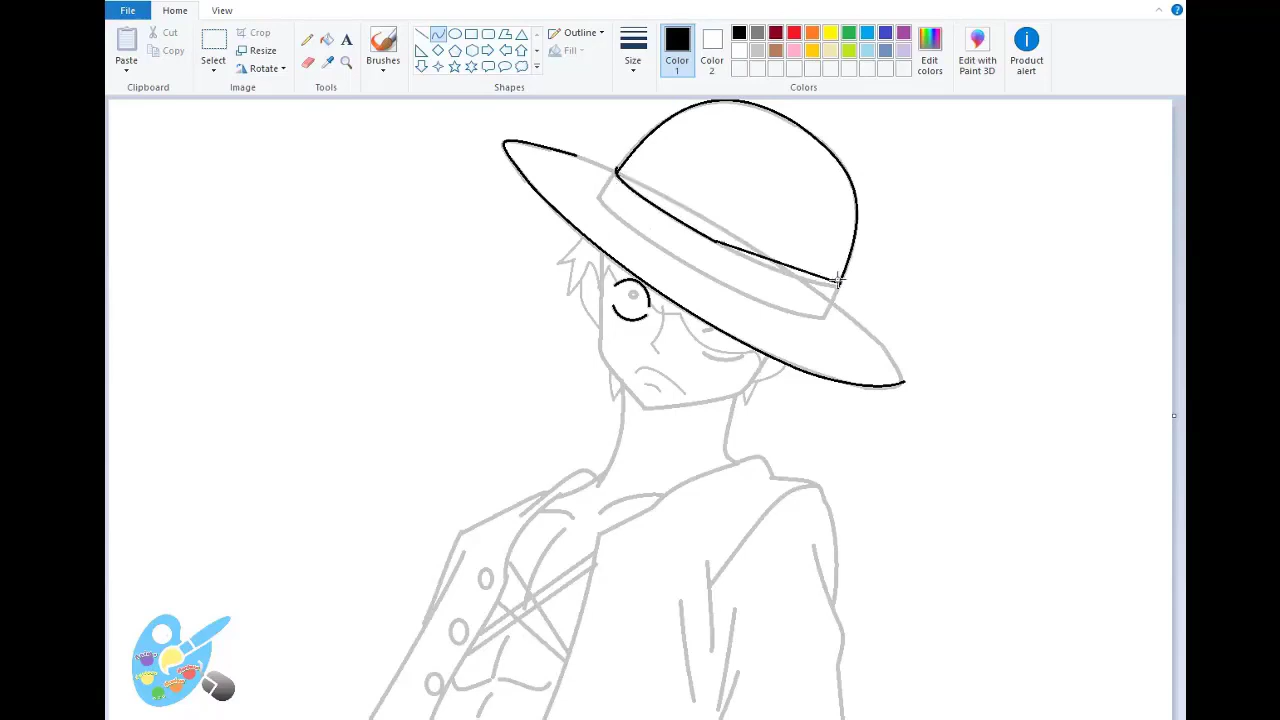 File Home View
Paste
Cut
Copy
Clipboard
Select
Crop
Resize
Rotate
Image
A
Tools
Brushes
Outline
Fill
Shapes
Size
Color
1
Color
2
Edit
colors
Colors
Edit with
Paint 3D
Product
alert